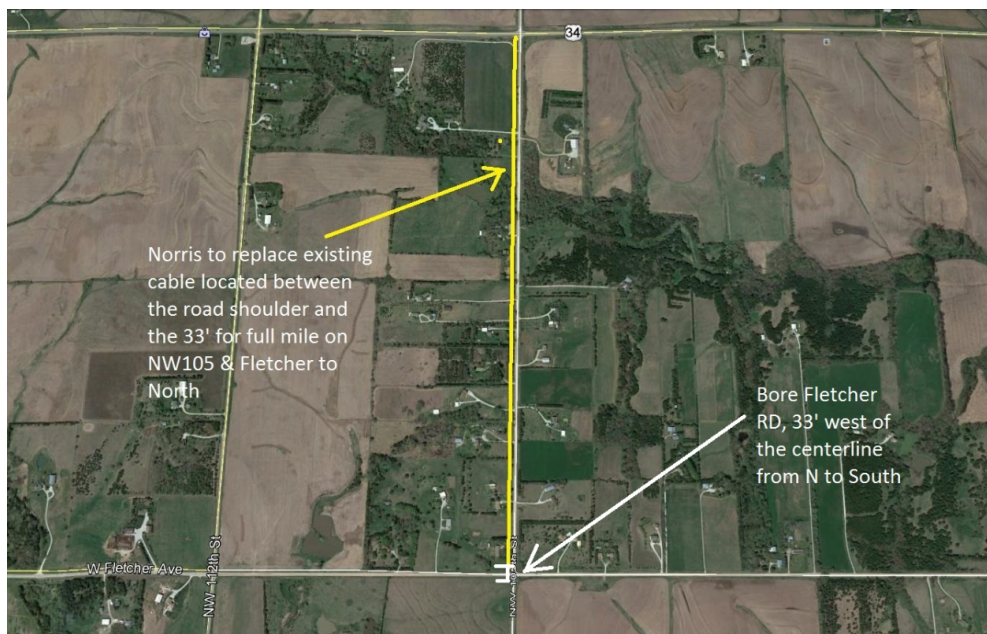 34
Norris to replace existing
cable located between
the road shoulder and
the 33' for full mile on
NW105 & Fletcher to
North
Bore Fletcher
RD, 33' west of
the centerline
from N to South
W Fletcher Ave
NW 112th St